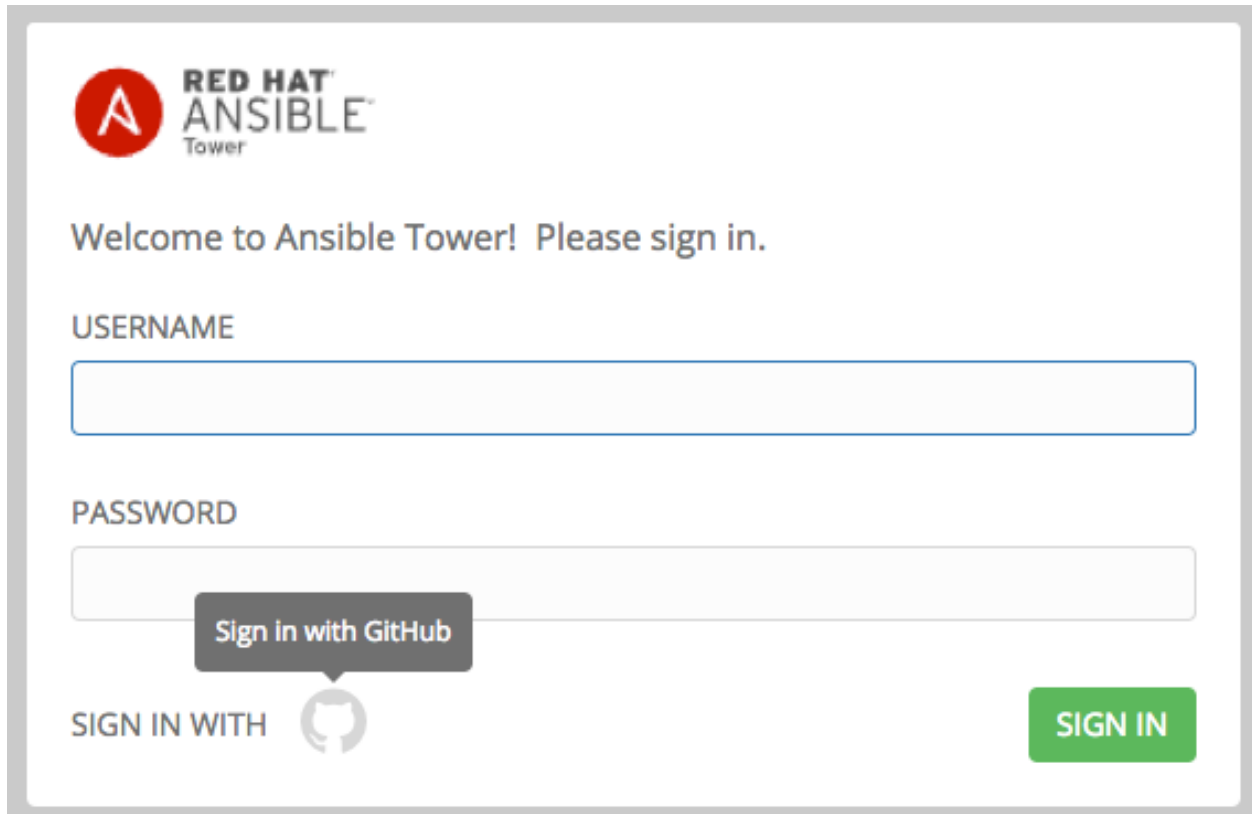 RED HAT
ANSIBLE
Tower
Welcome to Ansible Tower! Please sign in.
USERNAME
PASSWORD
Sign in with GitHub
SIGN IN WITH
SIGN IN